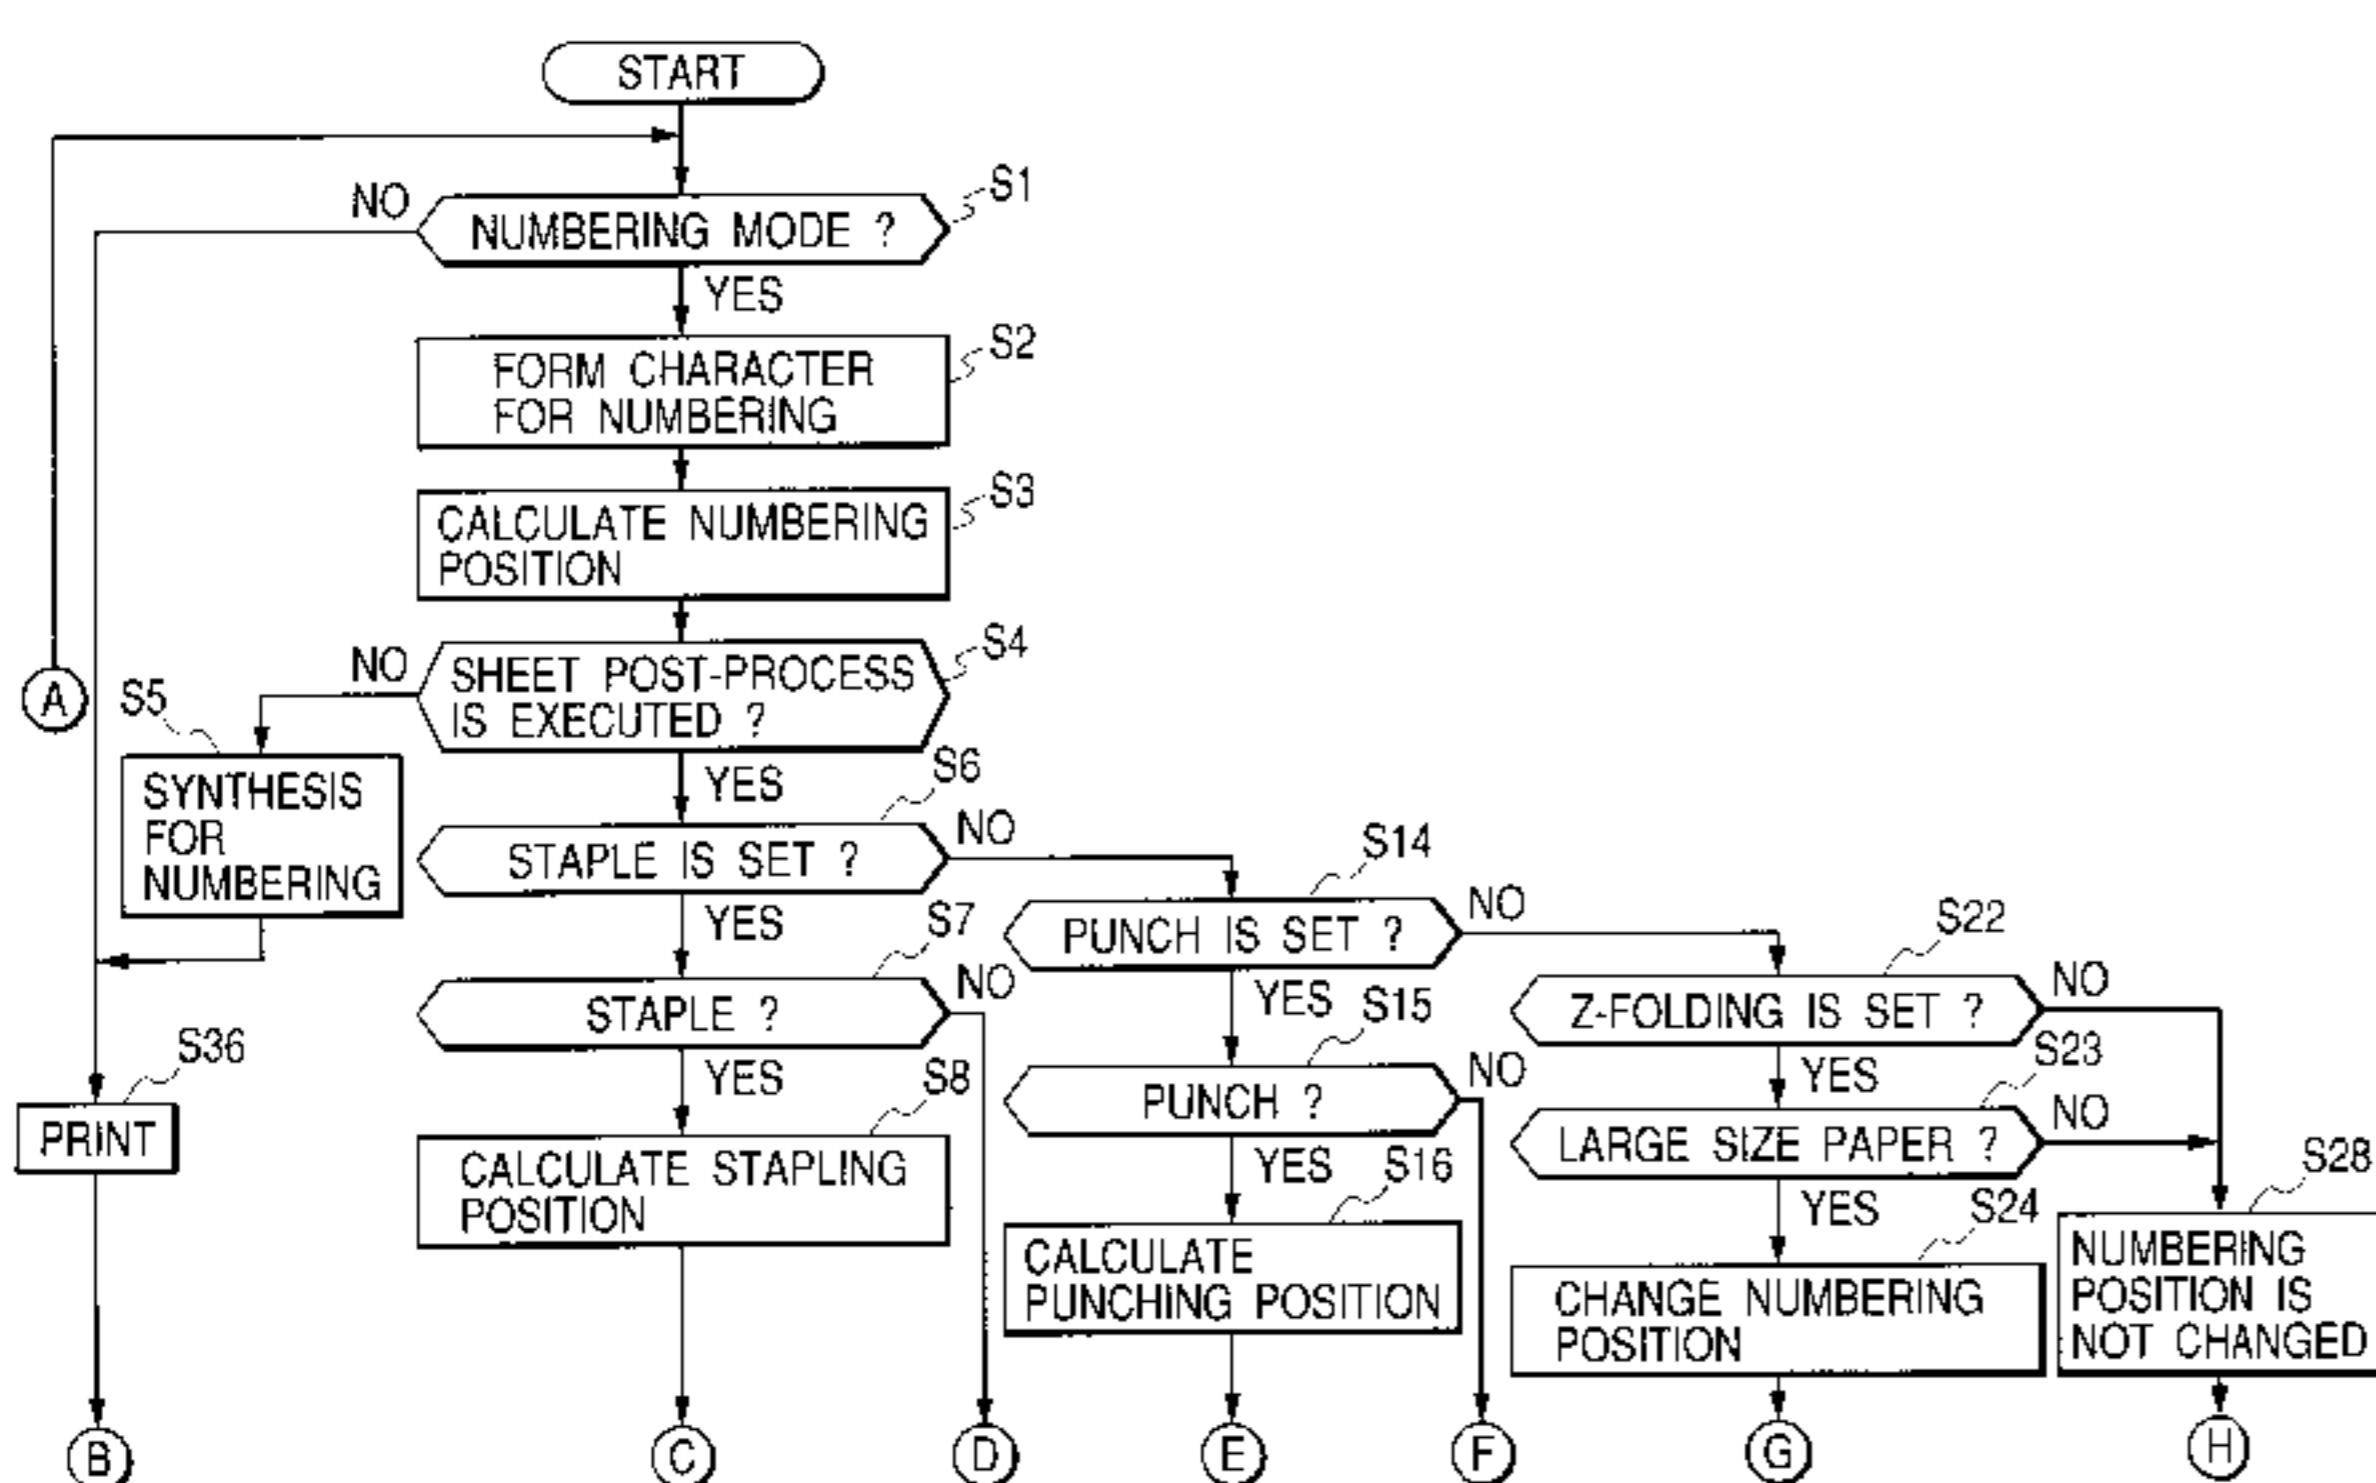 START
NO
NUMBERING MODE ?
S1
YES
FORM CHARACTER
FOR NUMBERING
S2
CALCULATE NUMBERING
POSITION
S3
A
NO
SHEET POST-PROCESS
IS EXECUTED ?
S4
S5
SYNTHESIS
FOR
NUMBERING
YES
S6
STAPLE IS SET ?
NO
S14
PUNCH IS SET ?
NO
S22
YES
S7
STAPLE ?
NO
YES
S15
Z-FOLDING IS SET ?
NO
S36
PRINT
YES
S8
PUNCH ?
NO
YES
S23
LARGE SIZE PAPER ?
NO
S28
CALCULATE STAPLING
POSITION
YES
S16
CALCULATE
PUNCHING POSITION
YES
S24
CHANGE NUMBERING
POSITION
NUMBERING
POSITION IS
NOT CHANGED
B
C
D
E
F
G
H